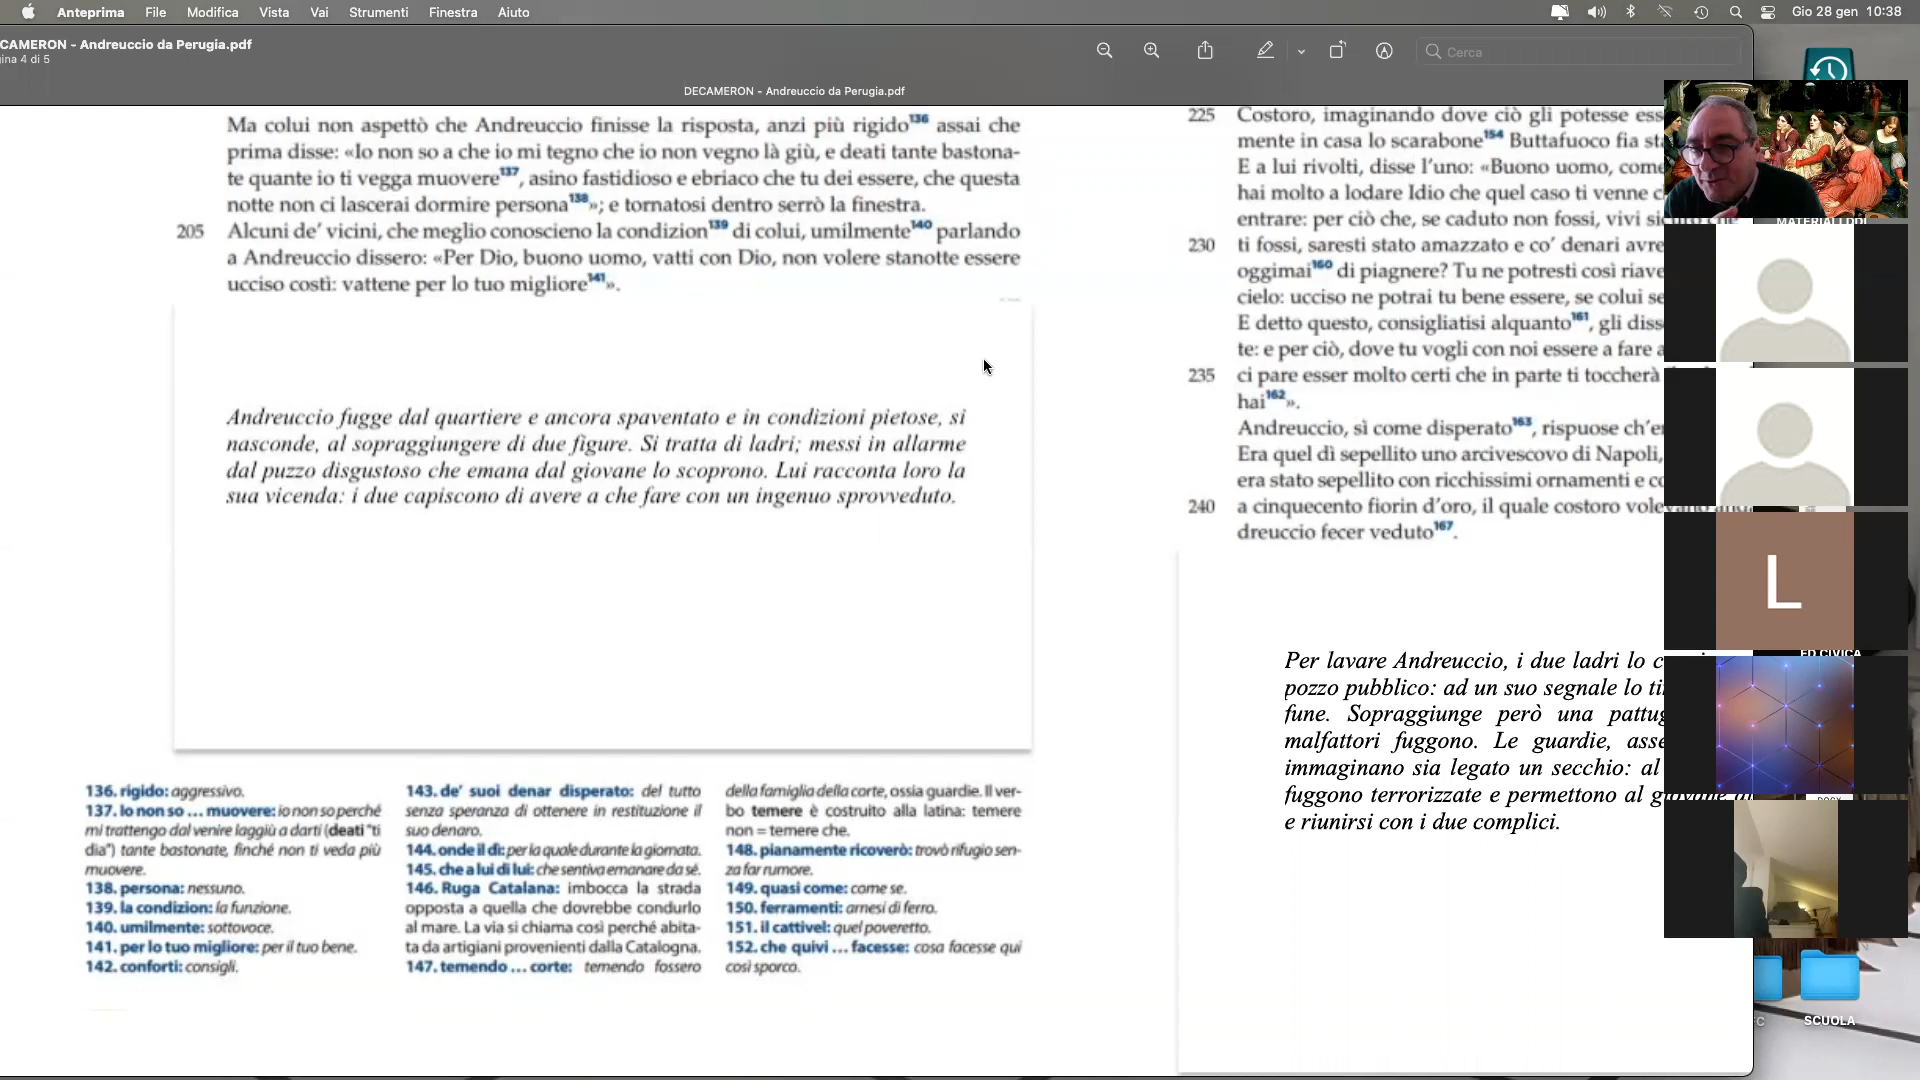 Anteprima File Modifica Vista Vai Strumenti Finestra Aiuto
Gio 28 gen 10:38
CAMERON - Andreuccio da Perugia.pdf
ina 4 di 5
Cerca
DECAMERON - Andreuccio da Perugia.pdf
Ma colui non aspettò che Andreuccio finisse la risposta, anzi più rigido136 assai che
prima disse: «Io non so a che io mi tegno che io non vegno là giù, e deati tante bastona-
te quante io ti vegga muovere137, asino fastidioso e ebriaco che tu dei essere, che questa
notte non ci lascerai dormire persona138»; e tornatosi dentro serrò la finestra.
205 Alcuni de’ vicini, che meglio conoscieno la condizion139 di colui, umilmente140 parlando
a Andreuccio dissero: «Per Dio, buono uomo, vatti con Dio, non volere stanotte essere
ucciso costì: vattene per lo tuo migliore141».
Andreuccio fugge dal quartiere e ancora spaventato e in condizioni pietose, si
nasconde, al sopraggiungere di due figure. Si tratta di ladri; messi in allarme
dal puzzo disgustoso che emana dal giovane lo scoprono. Lui racconta loro la
sua vicenda: i due capiscono di avere a che fare con un ingenuo sprovveduto.
136. rigido: aggressivo.
137. Io non so ... muovere: io non so perché
mi trattengo dal venire laggiù a darti (deati “ti
dia”) tante bastonate, finché non ti veda più
muovere.
138. persona: nessuno.
139. la condizion: la funzione.
140. umilmente: sottovoce.
141. per lo tuo migliore: per il tuo bene.
142. conforti: consigli.
143. de’ suoi denar disperato: del tutto
senza speranza di ottenere in restituzione il
suo denaro.
144. onde il dì: per la quale durante la giornata.
145. che a lui di lui: che sentiva emanare da sé.
146. Ruga Catalana: imbocca la strada
opposta a quella che dovrebbe condurlo
al mare. La via si chiama così perché abita-
ta da artigiani provenienti dalla Catalogna.
147. temendo ... corte: temendo fossero
della famiglia della corte, ossia guardie. Il ver-
bo temere è costruito alla latina: temere
non = temere che.
148. pianamente ricoverò: trovò rifugio sen-
za far rumore.
149. quasi come: come se.
150. ferramenti: arnesi di ferro.
151. il cattivel: quel poveretto.
152. che quivi ... facesse: cosa facesse qui
così sporco.
225 Costoro, imaginando dove ciò gli potesse ess
mente in casa lo scarabone154 Buttafuoco fia st
E a lui rivolti, disse l’uno: «Buono uomo, come
hai molto a lodare Idio che quel caso ti venne
entrare: per ciò che, se caduto non fossi, vivi
230 ti fossi, saresti stato amazzato e co’ denari avre
oggimai160 di piagnere? Tu ne potresti così riave
cielo: ucciso ne potrai tu bene essere, se colui se
E detto questo, consigliatisi alquanto161, gli diss
te: e per ciò, dove tu vogli con noi essere a fare a
235 ci pare esser molto certi che in parte ti toccherà
hai162».
Andreuccio, sì come disperato163, rispuose ch’e
Era quel dì sepellito uno arcivescovo di Napoli,
era stato sepellito con ricchissimi ornamenti e co
240 a cinquecento fiorin d’oro, il quale costoro
dreuccio fecer veduto167.
Per lavare Andreuccio, i due ladri lo c
pozzo pubblico: ad un suo segnale lo ti
fune. Sopraggiunge però una pattug
malfattori fuggono. Le guardie, asse
immaginano sia legato un secchio: al
fuggono terrorizzate e permettono al
e riunirsi con i due complici.
L
SCUOLA